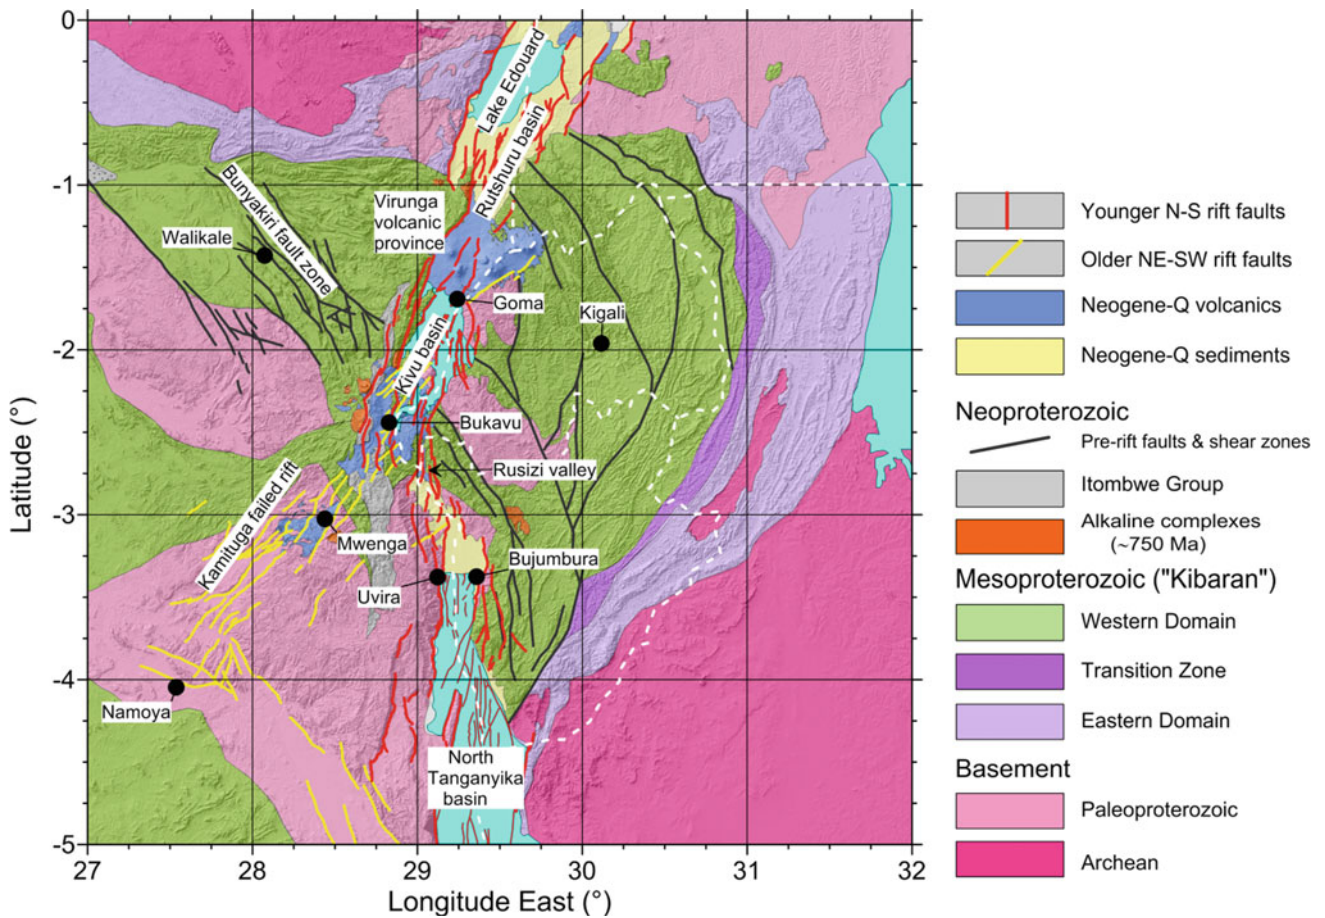 0
-1
-2
-3
-4
-5
Latitude (°)
27
28
29
30
31
32
Longitude East (°)
Lake Edouard
Rutshuru basin
Bunyakiri fault zone
Virunga
volcanic
province
Walikale
Goma
Kigali
Kivu basin
Bukavu
Rusizi valley
Kamituga failed rift
Mwenga
Bujumbura
Uvira
Namoya
North
Tanganyika
basin
Younger N-S rift faults
Older NE-SW rift faults
Neogene-Q volcanics
Neogene-Q sediments
Neoproterozoic
Pre-rift faults & shear zones
Itombwe Group
Alkaline complexes
(~750 Ma)
Mesoproterozoic ("Kibaran")
Western Domain
Transition Zone
Eastern Domain
Basement
Paleoproterozoic
Archean